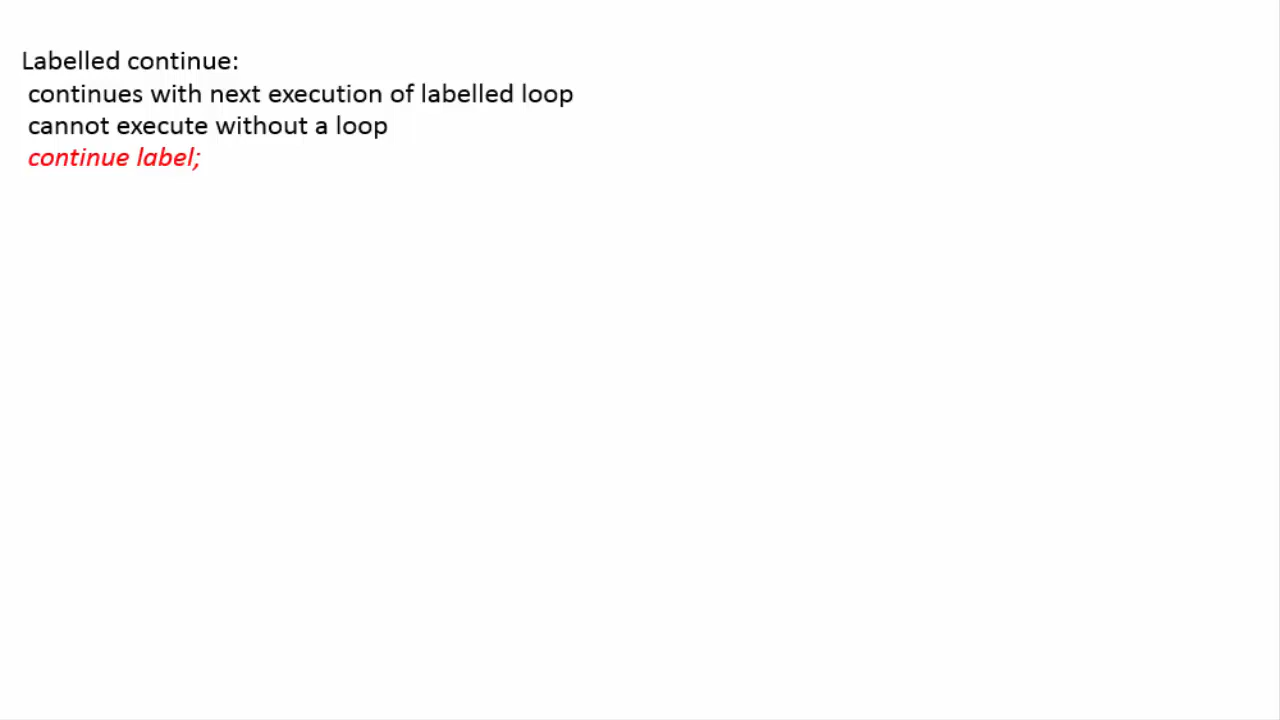 Labelled continue:
continues with next execution of labelled loop
cannot execute without a loop
continue label;